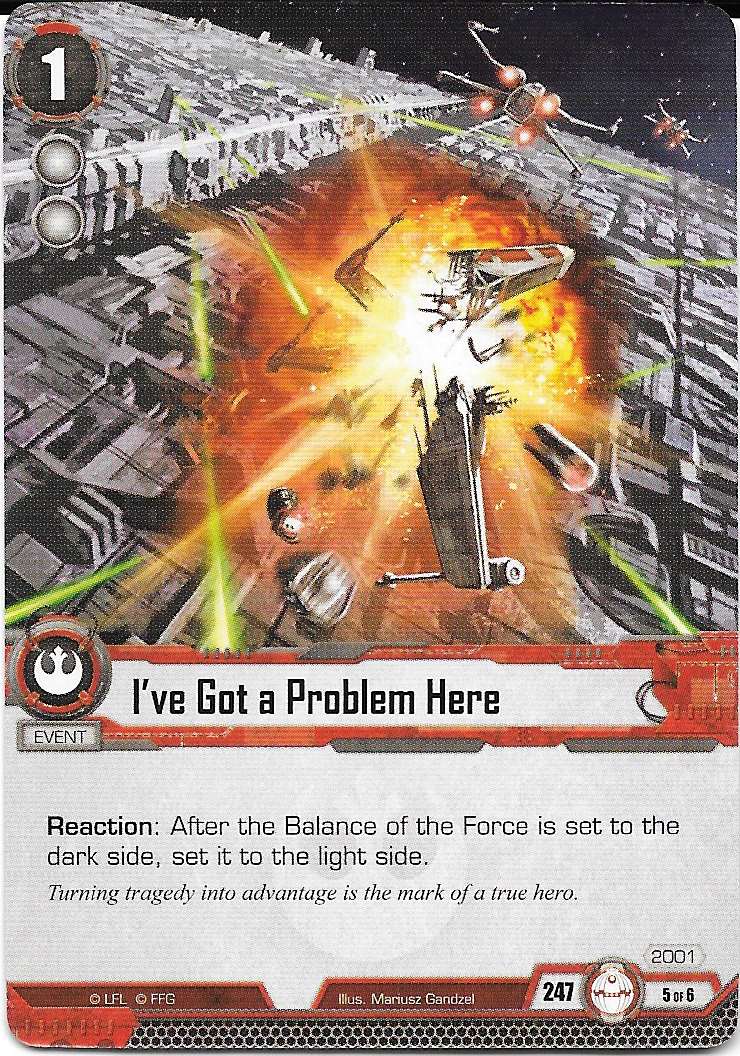 1
I've Got a Problem Here
EVENT
Reaction: After the Balance of the Force is set to the
dark side, set it to the light side.
Turning tragedy into advantage is the mark of a true hero.
2001
© LFL © FFG
Illus. Mariusz Gandzel
247
5 OF 6